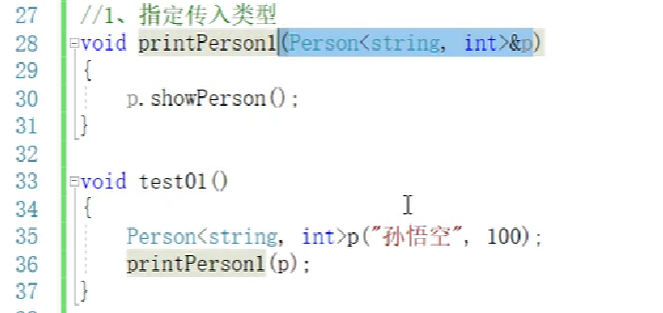 27 //1、指定传入类型
28 void printPerson1(Person<string, int>&p)
29 {
30 p.showPerson();
31 }
32
33 void test01()
34 {
35 Person<string, int>p("孙悟空", 100);
36 printPerson1(p);
37 }